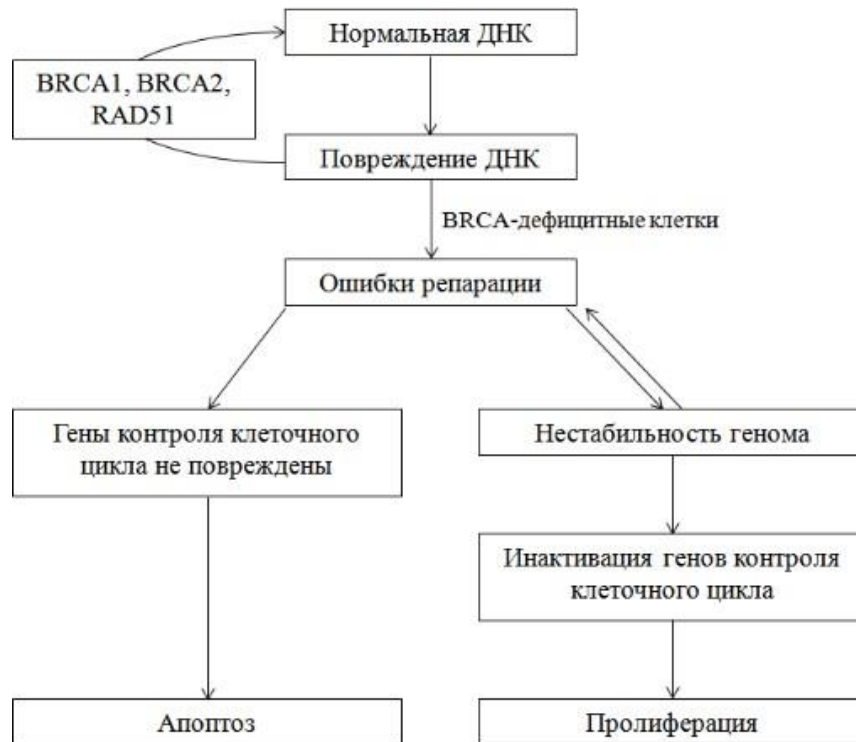 Нормальная ДНК
BRCA1, BRCA2,
RAD51
Повреждение ДНК
BRCA-дефицитные клетки
Ошибки репарации
Гены контроля клеточного
цикла не повреждены
Нестабильность генома
Инактивация генов контроля
клеточного цикла
Апоптоз
Пролиферация